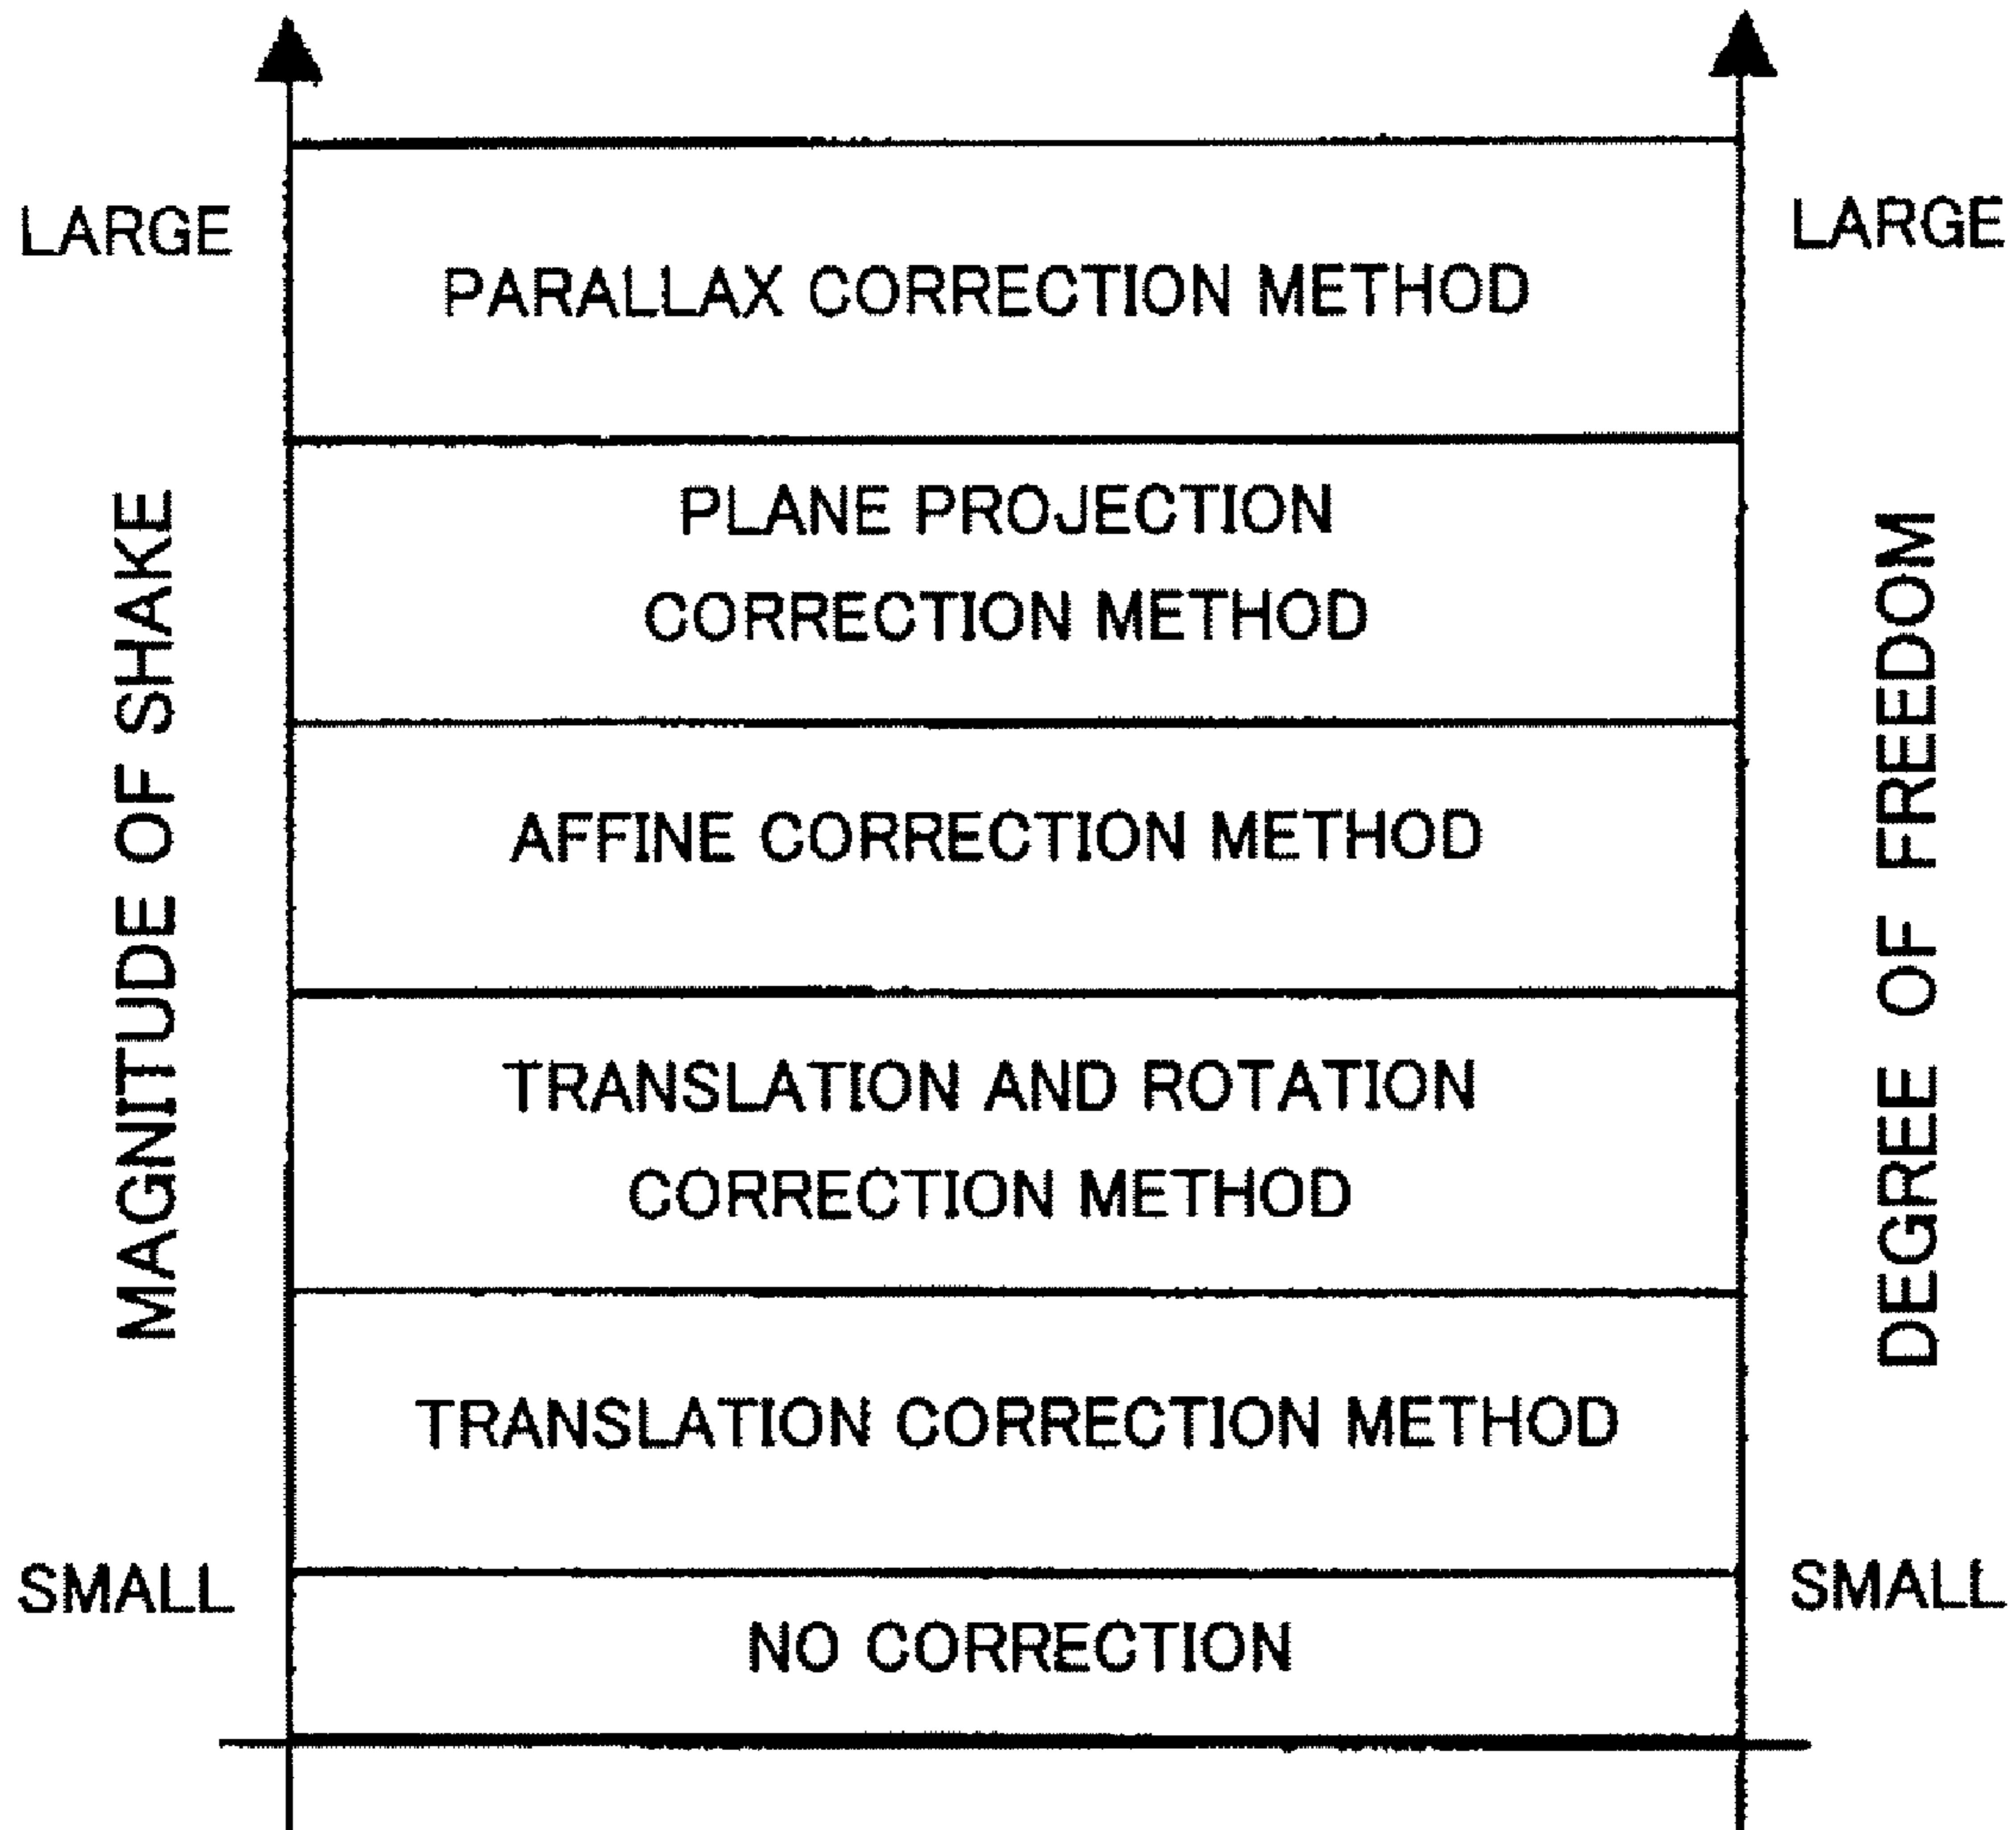 LARGE
LARGE
PARALLAX CORRECTION METHOD
PLANE PROJECTION
CORRECTION METHOD
MAGNITUDE OF SHAKE
DEGREE OF FREEDOM
AFFINE CORRECTION METHOD
TRANSLATION AND ROTATION
CORRECTION METHOD
TRANSLATION CORRECTION METHOD
SMALL
SMALL
NO CORRECTION